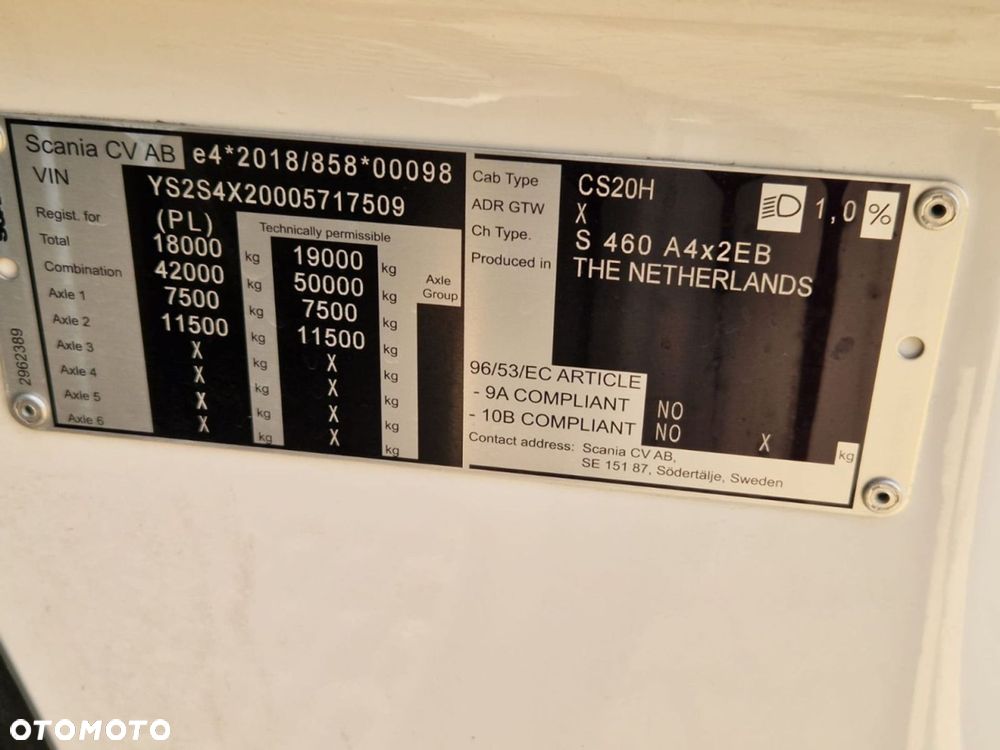 Scania CV AB e4*2018/858*00098
VIN YS2S4X20005717509
Regist. for (PL) Technically permissible
Total 18000 kg 19000 kg
Combination 42000 kg 50000 kg Axle Group
Axle 1 7500 kg 7500 kg
Axle 2 11500 kg 11500 kg
Axle 3 X kg X kg
Axle 4 X kg X kg
Axle 5 X kg X kg
Axle 6 X kg X kg
2962389
Cab Type CS20H
ADR GTW X 1,0 %
Ch Type. S 460 A4x2EB
Produced in THE NETHERLANDS
96/53/EC ARTICLE
- 9A COMPLIANT NO
- 10B COMPLIANT NO X kg
Contact address: Scania CV AB,
SE 151 87, Södertälje, Sweden
OTOMOTO